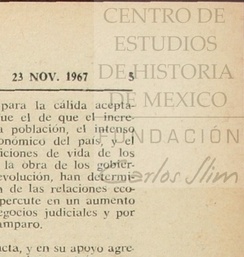 CENTRO DE
ESTUDIOS
DE HISTORIA
DE MEXICO
FUNDACIÓN
Carlos Slim
23 NOV. 1967 5
para la cálida acepta-
ue el de que el incre-
a población, el intenso
onómico del país, y el
iciones de vida de los
la obra de los gobier-
evolución, han determi-
a de las relaciones eco-
percute en un aumento
egocios judiciales y por
amparo.
cta, y en su apoyo agre-